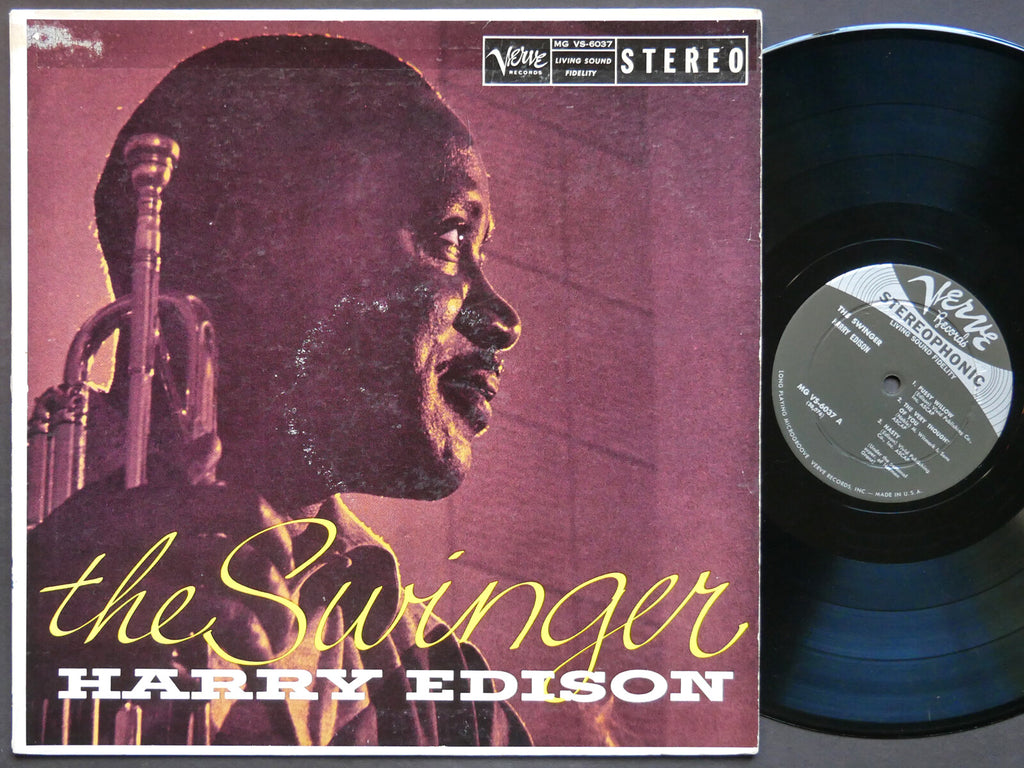 Verve
RECORDS
MG VS-6037
LIVING SOUND
FIDELITY
STEREO
the Swinger
HARRY EDISON
Verve
Records
STEREOPHONIC
LIVING SOUND FIDELITY
THE SWINGER
HARRY EDISON
MG VS-6037 A
1. PUSSY WILLOW
2. THE VERY THOUGHT
OF YOU
3. NASTY
LONG PLAYING MICROGROOVE • VERVE RECORDS, INC. — MADE IN U.S.A.